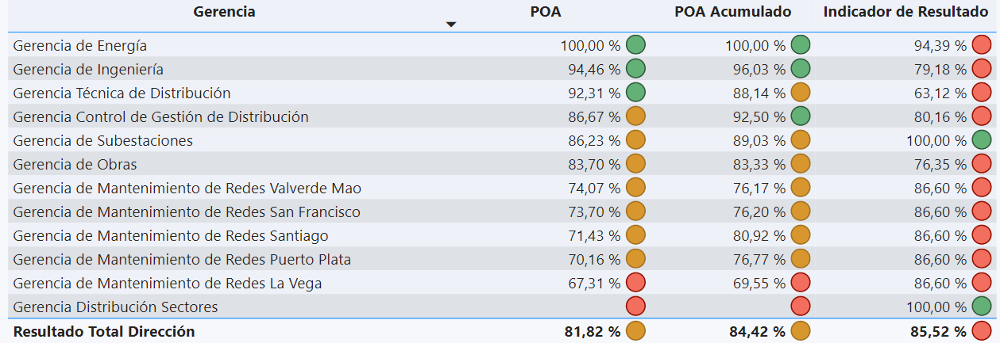 Gerencia POA POA Acumulado Indicador de Resultado
Gerencia de Energía 100,00 % 100,00 % 94,39 %
Gerencia de Ingeniería 94,46 % 96,03 % 79,18 %
Gerencia Técnica de Distribución 92,31 % 88,14 % 63,12 %
Gerencia Control de Gestión de Distribución 86,67 % 92,50 % 80,16 %
Gerencia de Subestaciones 86,23 % 89,03 % 100,00 %
Gerencia de Obras 83,70 % 83,33 % 76,35 %
Gerencia de Mantenimiento de Redes Valverde Mao 74,07 % 76,17 % 86,60 %
Gerencia de Mantenimiento de Redes San Francisco 73,70 % 76,20 % 86,60 %
Gerencia de Mantenimiento de Redes Santiago 71,43 % 80,92 % 86,60 %
Gerencia de Mantenimiento de Redes Puerto Plata 70,16 % 76,77 % 86,60 %
Gerencia de Mantenimiento de Redes La Vega 67,31 % 69,55 % 86,60 %
Gerencia Distribución Sectores 100,00 %
Resultado Total Dirección 81,82 % 84,42 % 85,52 %